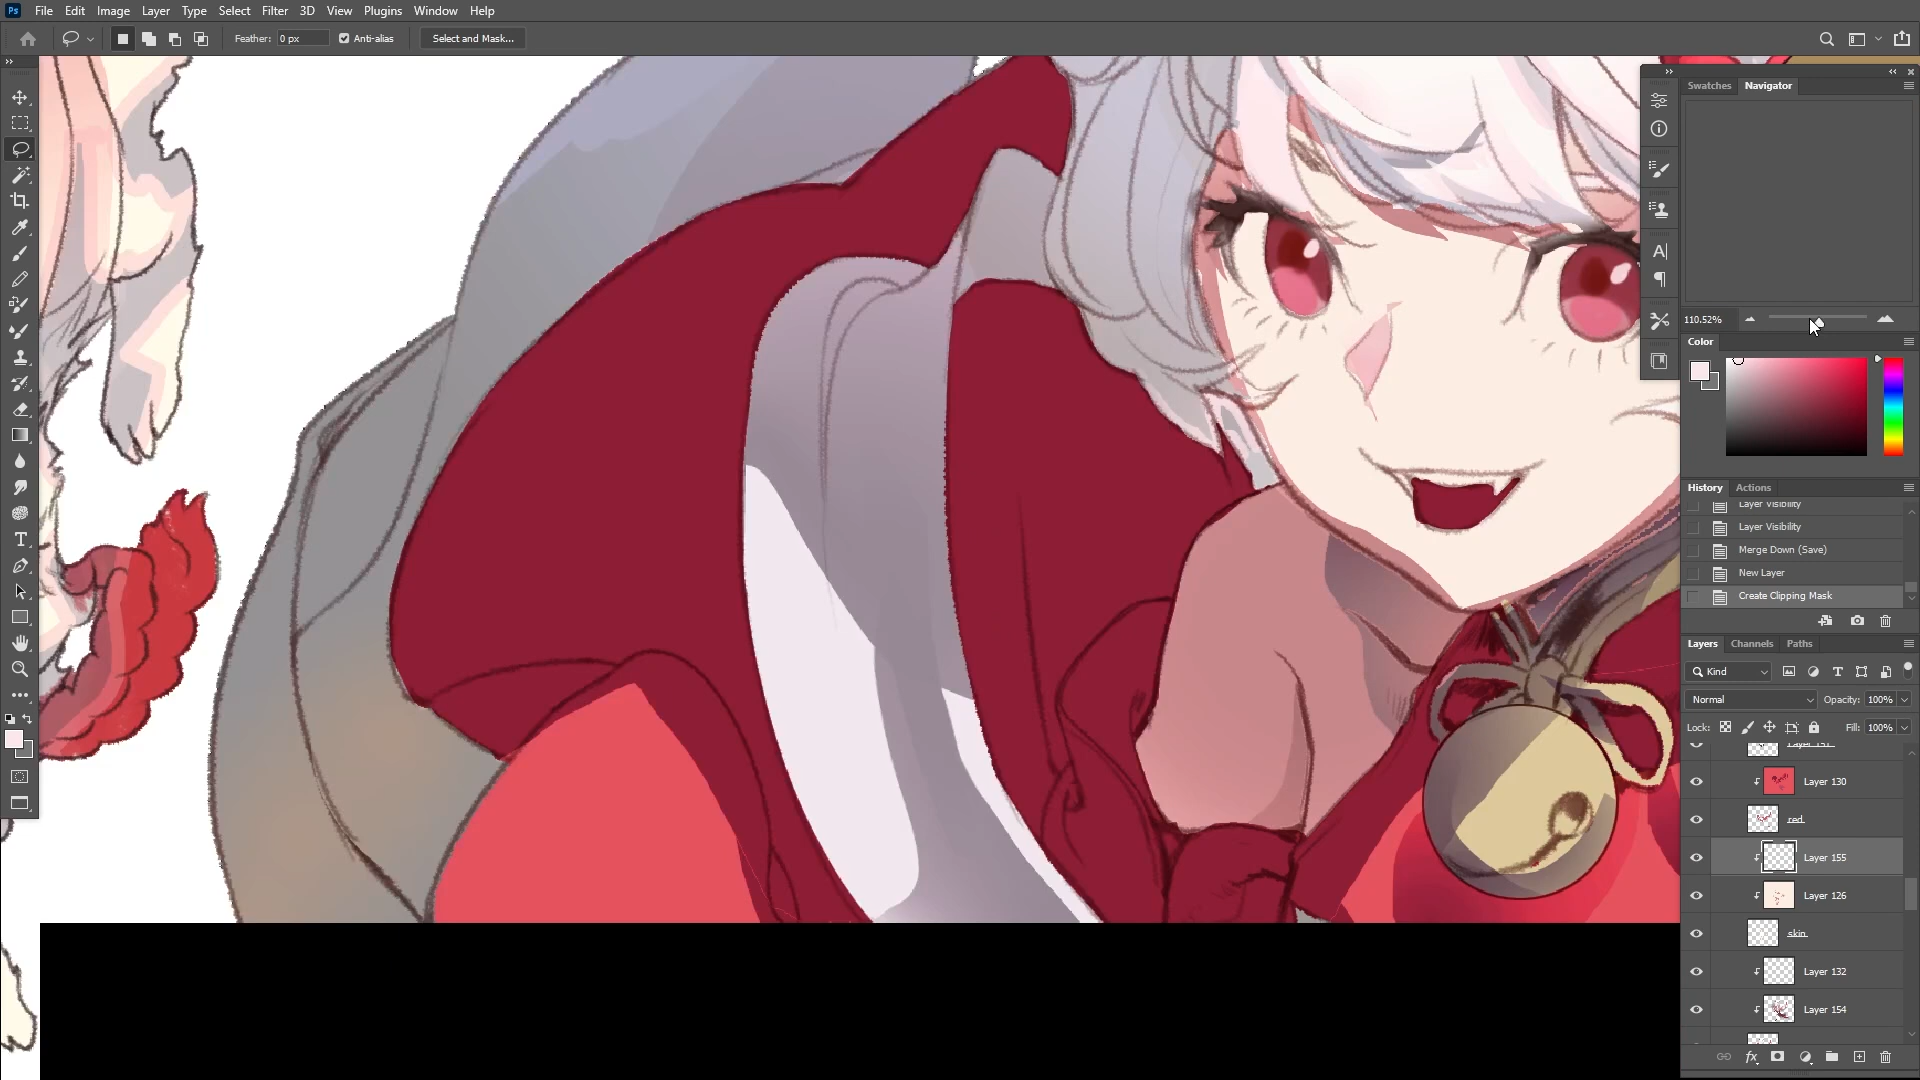 Ps File Edit Image Layer Type Select Filter 3D View Plugins Window Help
Feather: 0 px Anti-alias Select and Mask...
Swatches Navigator
110.52%
Color
History Actions
Layer Visibility
Layer Visibility
Merge Down (Save)
New Layer
Create Clipping Mask
Layers Channels Paths
Kind
Normal Opacity: 100%
Lock: Fill: 100%
Layer 130
red
Layer 155
Layer 126
skin
Layer 132
Layer 154